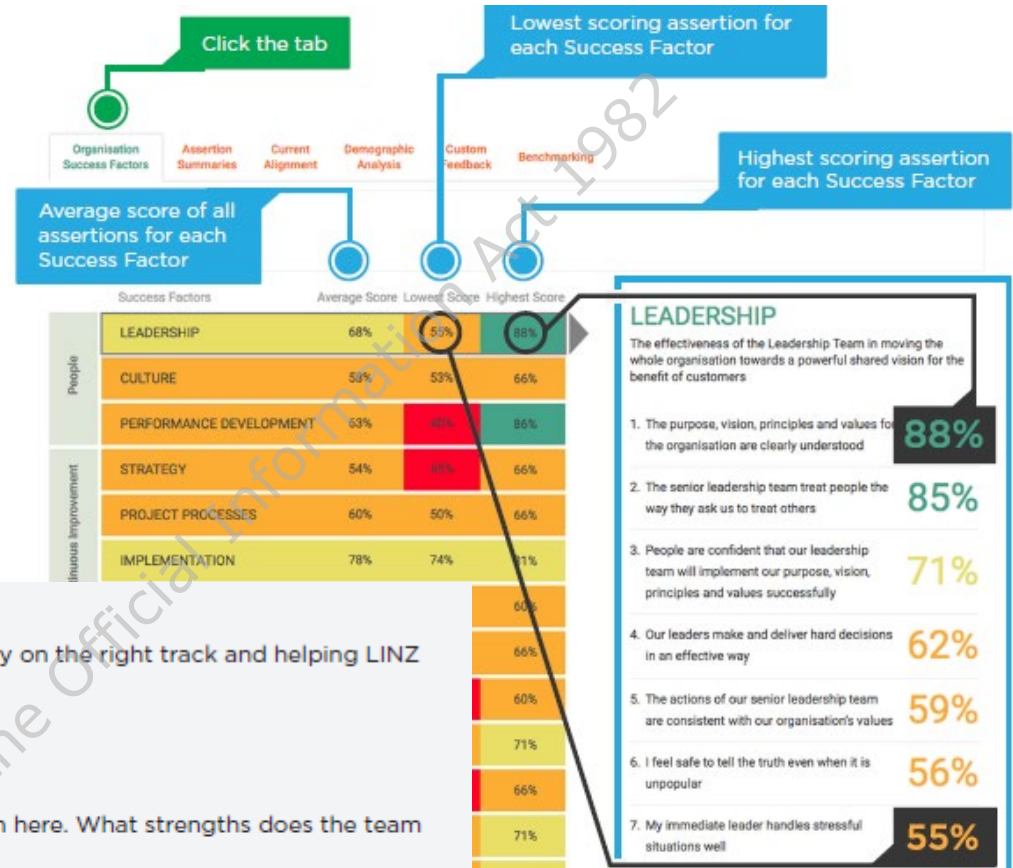 Click the tab
Lowest scoring assertion for
each Success Factor
Organisation
Success Factors
Assertion
Summaries
Current
Alignment
Demographic
Analysis
Custom
Feedback
Benchmarking
Highest scoring assertion
for each Success Factor
Average score of all
assertions for each
Success Factor
Success Factors Average Score Lowest Score Highest Score
People
LEADERSHIP 68% 55% 88%
CULTURE 53% 66%
PERFORMANCE DEVELOPMENT 63% 86%
STRATEGY 54% 66%
PROJECT PROCESSES 60% 50% 66%
IMPLEMENTATION 78% 74%
tinuous Improvement
60%
66%
60%
71%
66%
71%
LEADERSHIP
The effectiveness of the Leadership Team in moving the
whole organisation towards a powerful shared vision for the
benefit of customers
1. The purpose, vision, principles and values for
the organisation are clearly understood
88%
2. The senior leadership team treat people the
way they ask us to treat others
85%
3. People are confident that our leadership
team will implement our purpose, vision,
principles and values successfully
71%
4. Our leaders make and deliver hard decisions
in an effective way
62%
5. The actions of our senior leadership team
are consistent with our organisation's values
59%
6. I feel safe to tell the truth even when it is
unpopular
56%
7. My immediate leader handles stressful
situations well
55%
y on the right track and helping LINZ
n here. What strengths does the team
he Official Information Act 1982